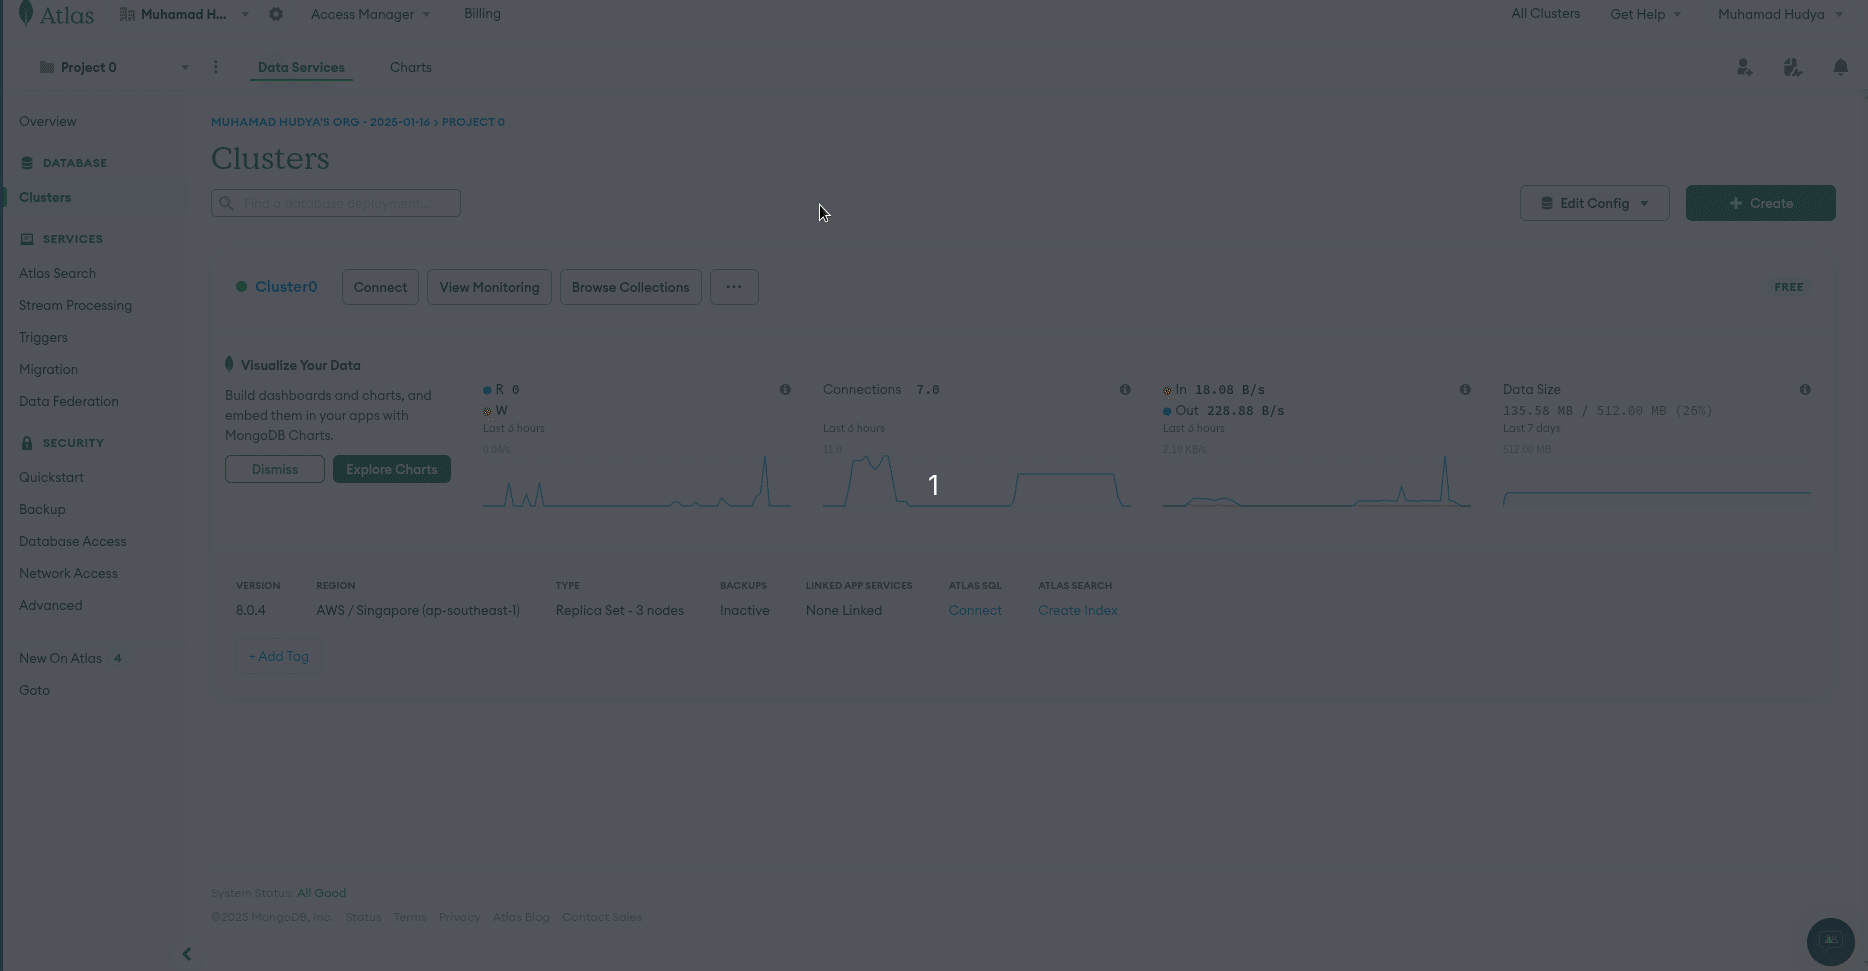 Atlas
Muhamad H...
Access Manager
Billing
All Clusters
Get Help
Muhamad Hudya
Project 0
Data Services
Charts
Overview
DATABASE
Clusters
SERVICES
Atlas Search
Stream Processing
Triggers
Migration
Data Federation
SECURITY
Quickstart
Backup
Database Access
Network Access
Advanced
New On Atlas 4
Goto
MUHAMAD HUDYA'S ORG - 2025-01-16 > PROJECT 0
Clusters
Find a database deployment...
Edit Config
+ Create
Cluster0
Connect
View Monitoring
Browse Collections
...
FREE
Visualize Your Data
Build dashboards and charts, and
embed them in your apps with
MongoDB Charts.
Dismiss
Explore Charts
R 0
W
Last 6 hours
0.04/s
Connections 7.0
Last 6 hours
11.0
In 18.08 B/s
Out 228.88 B/s
Last 6 hours
2.19 KB/s
Data Size
135.58 MB / 512.00 MB (26%)
Last 7 days
512.00 MB
1
VERSION
8.0.4
REGION
AWS / Singapore (ap-southeast-1)
TYPE
Replica Set - 3 nodes
BACKUPS
Inactive
LINKED APP SERVICES
None Linked
ATLAS SQL
Connect
ATLAS SEARCH
Create Index
+ Add Tag
System Status: All Good
©2025 MongoDB, Inc. Status Terms Privacy Atlas Blog Contact Sales